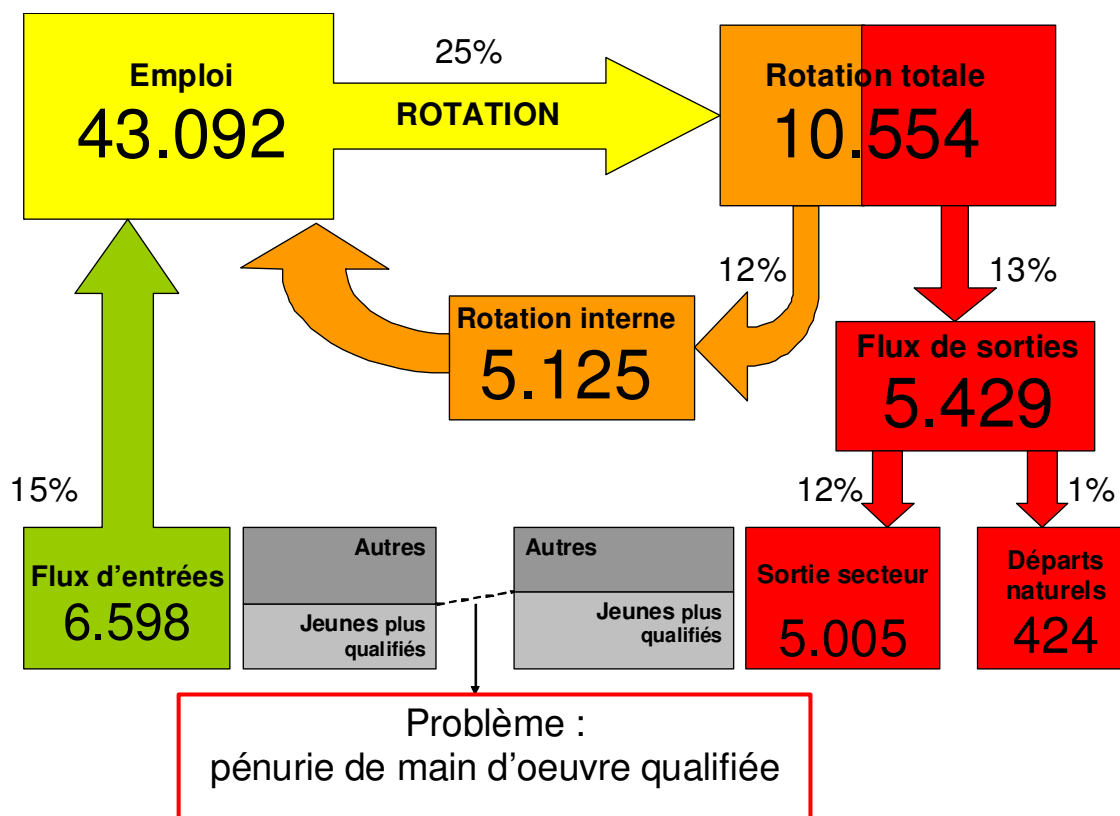 25%
Emploi
43.092
ROTATION
Rotation totale
10.554
12%
13%
Rotation interne
5.125
Flux de sorties
5.429
15%
12%
1%
Flux d'entrées
6.598
Autres
Jeunes plus
qualifiés
Autres
Jeunes plus
qualifiés
Sortie secteur
5.005
Départs
naturels
424
Problème :
pénurie de main d'oeuvre qualifiée